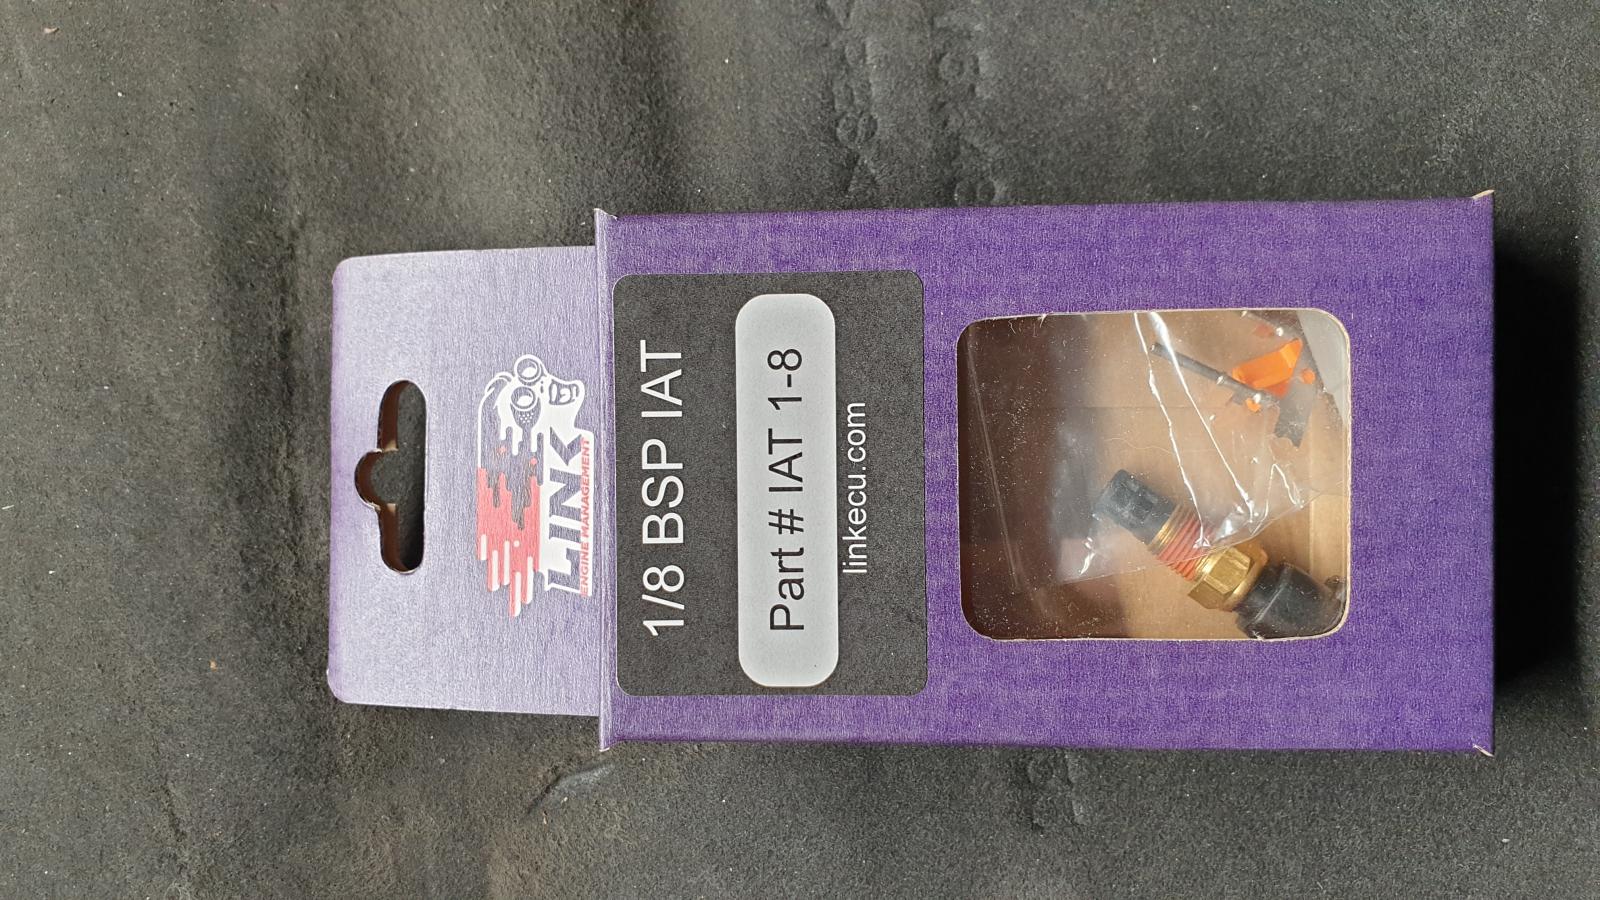 LINK
ENGINE MANAGEMENT
1/8 BSP IAT
Part # IAT 1-8
linkecu.com